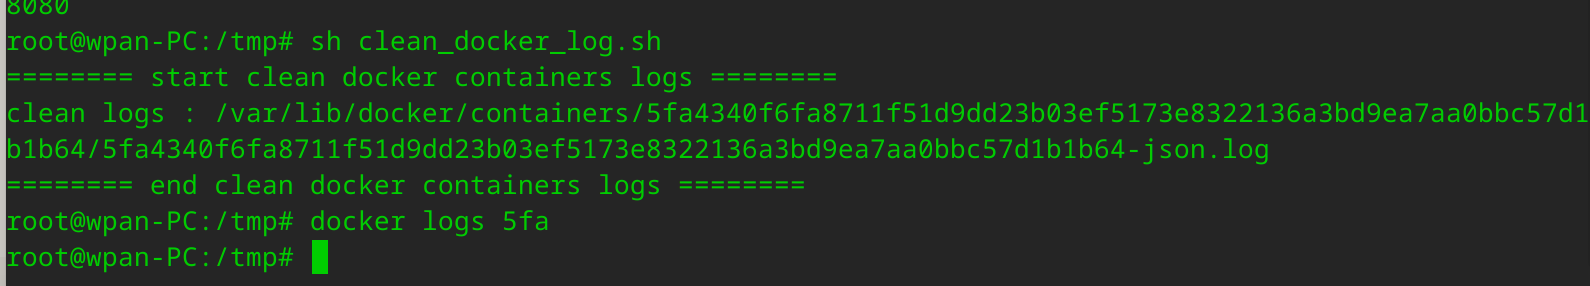 8080
root@wpan-PC:/tmp# sh clean_docker_log.sh
======== start clean docker containers logs ========
clean logs : /var/lib/docker/containers/5fa4340f6fa8711f51d9dd23b03ef5173e8322136a3bd9ea7aa0bbc57d1
b1b64/5fa4340f6fa8711f51d9dd23b03ef5173e8322136a3bd9ea7aa0bbc57d1b1b64-json.log
======== end clean docker containers logs ========
root@wpan-PC:/tmp# docker logs 5fa
root@wpan-PC:/tmp#